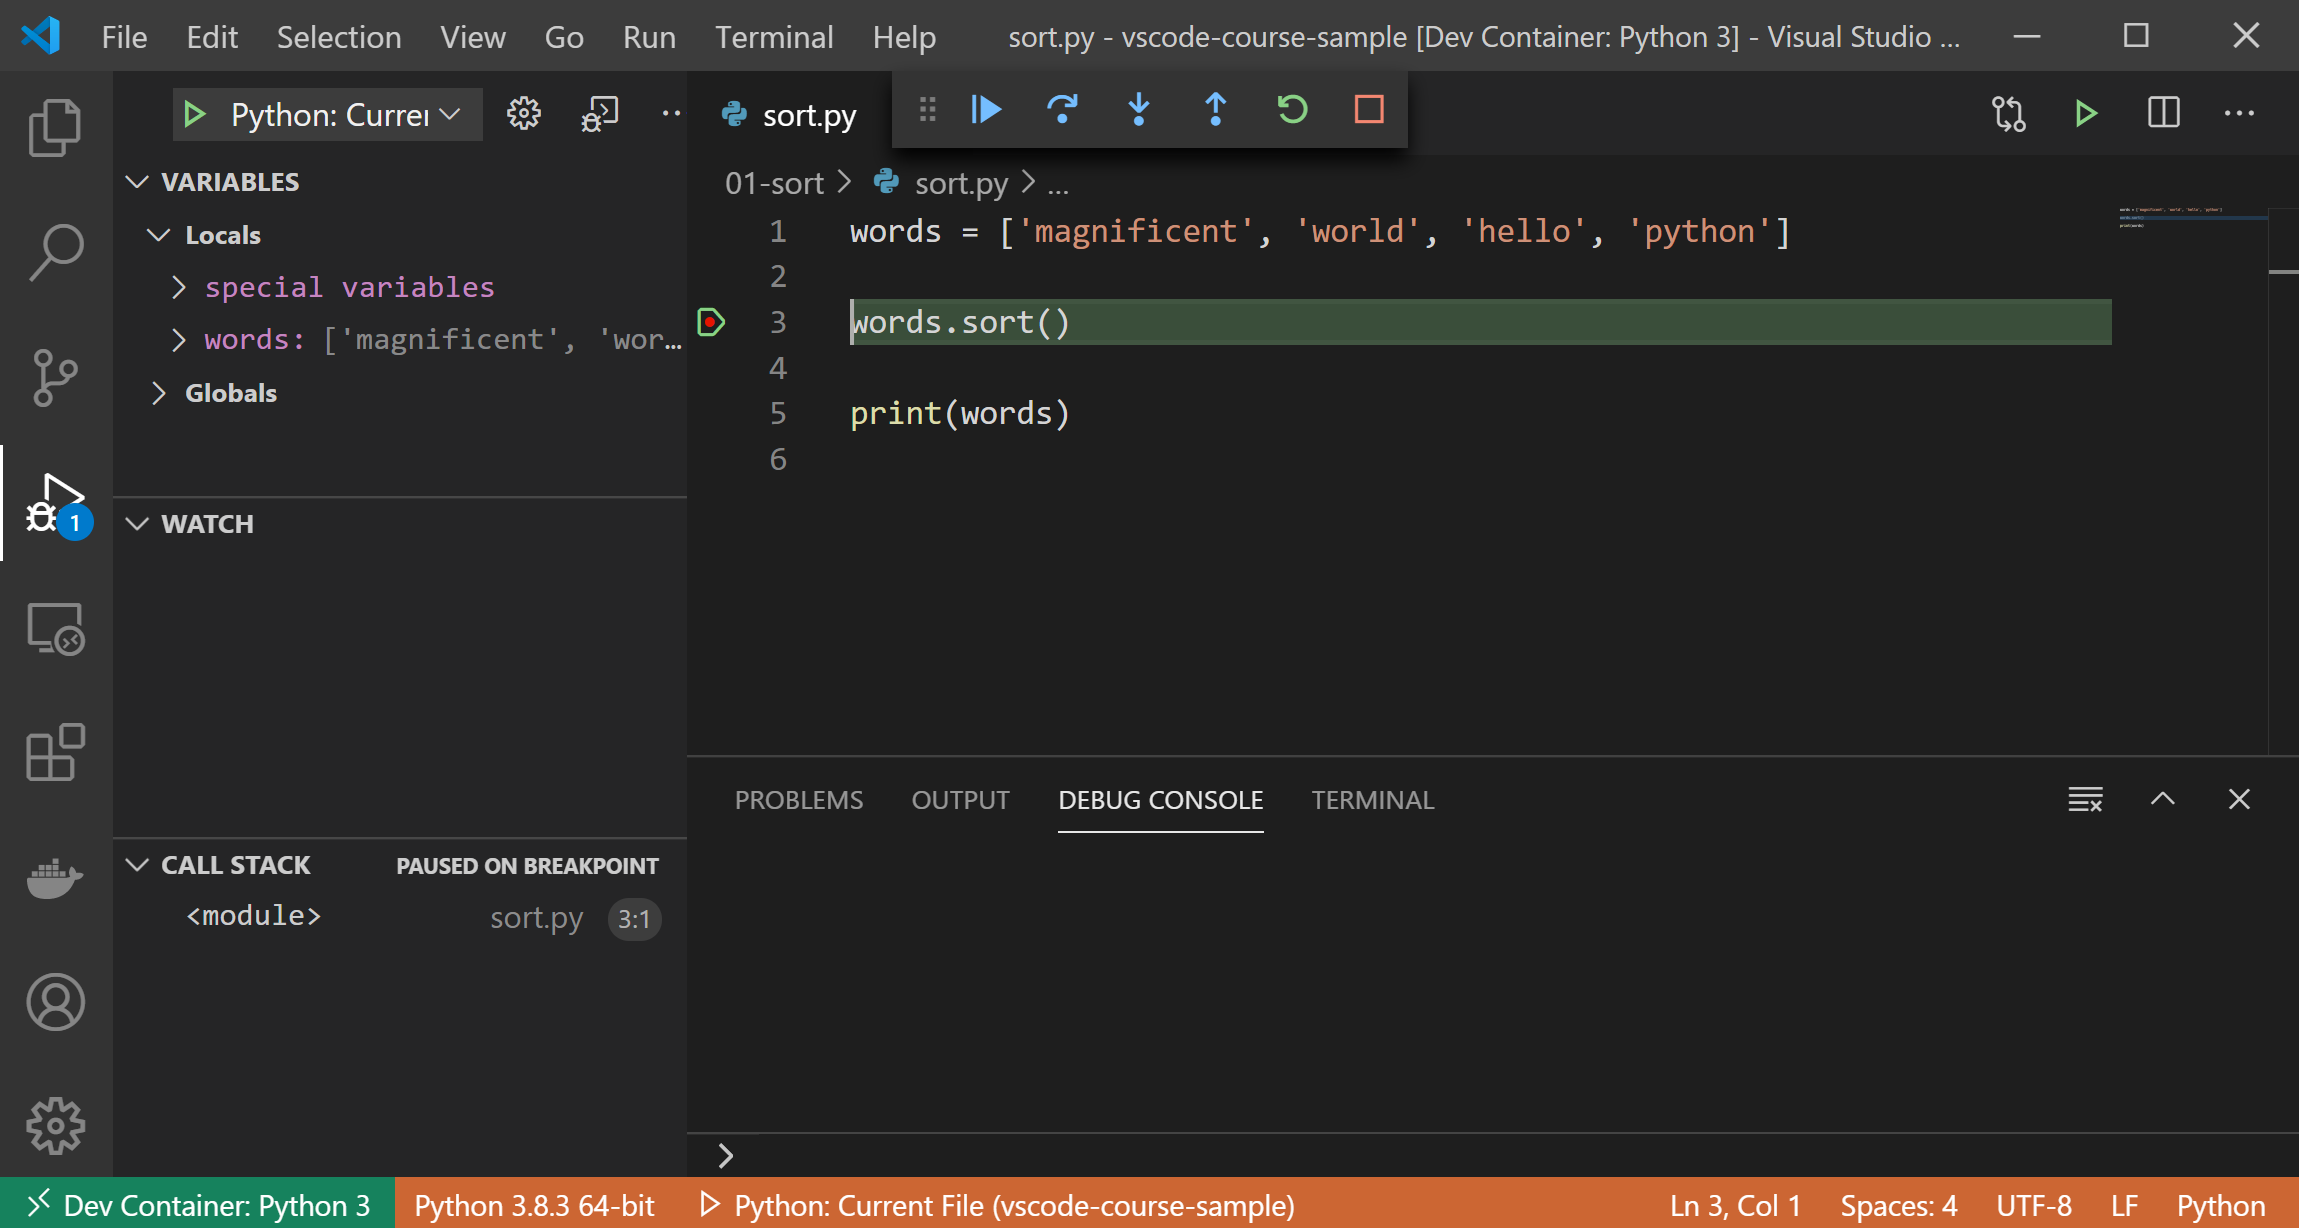 File Edit Selection View Go Run Terminal Help sort.py - vscode-course-sample [Dev Container: Python 3] - Visual Studio ...
Python: Currer
sort.py
VARIABLES
Locals
special variables
words: ['magnificent', 'wor...
Globals
WATCH
CALL STACK PAUSED ON BREAKPOINT
<module> sort.py 3:1
1
01-sort > sort.py > ...
1 words = ['magnificent', 'world', 'hello', 'python']
2
3 words.sort()
4
5 print(words)
6
PROBLEMS OUTPUT DEBUG CONSOLE TERMINAL
Dev Container: Python 3 Python 3.8.3 64-bit Python: Current File (vscode-course-sample) Ln 3, Col 1 Spaces: 4 UTF-8 LF Python